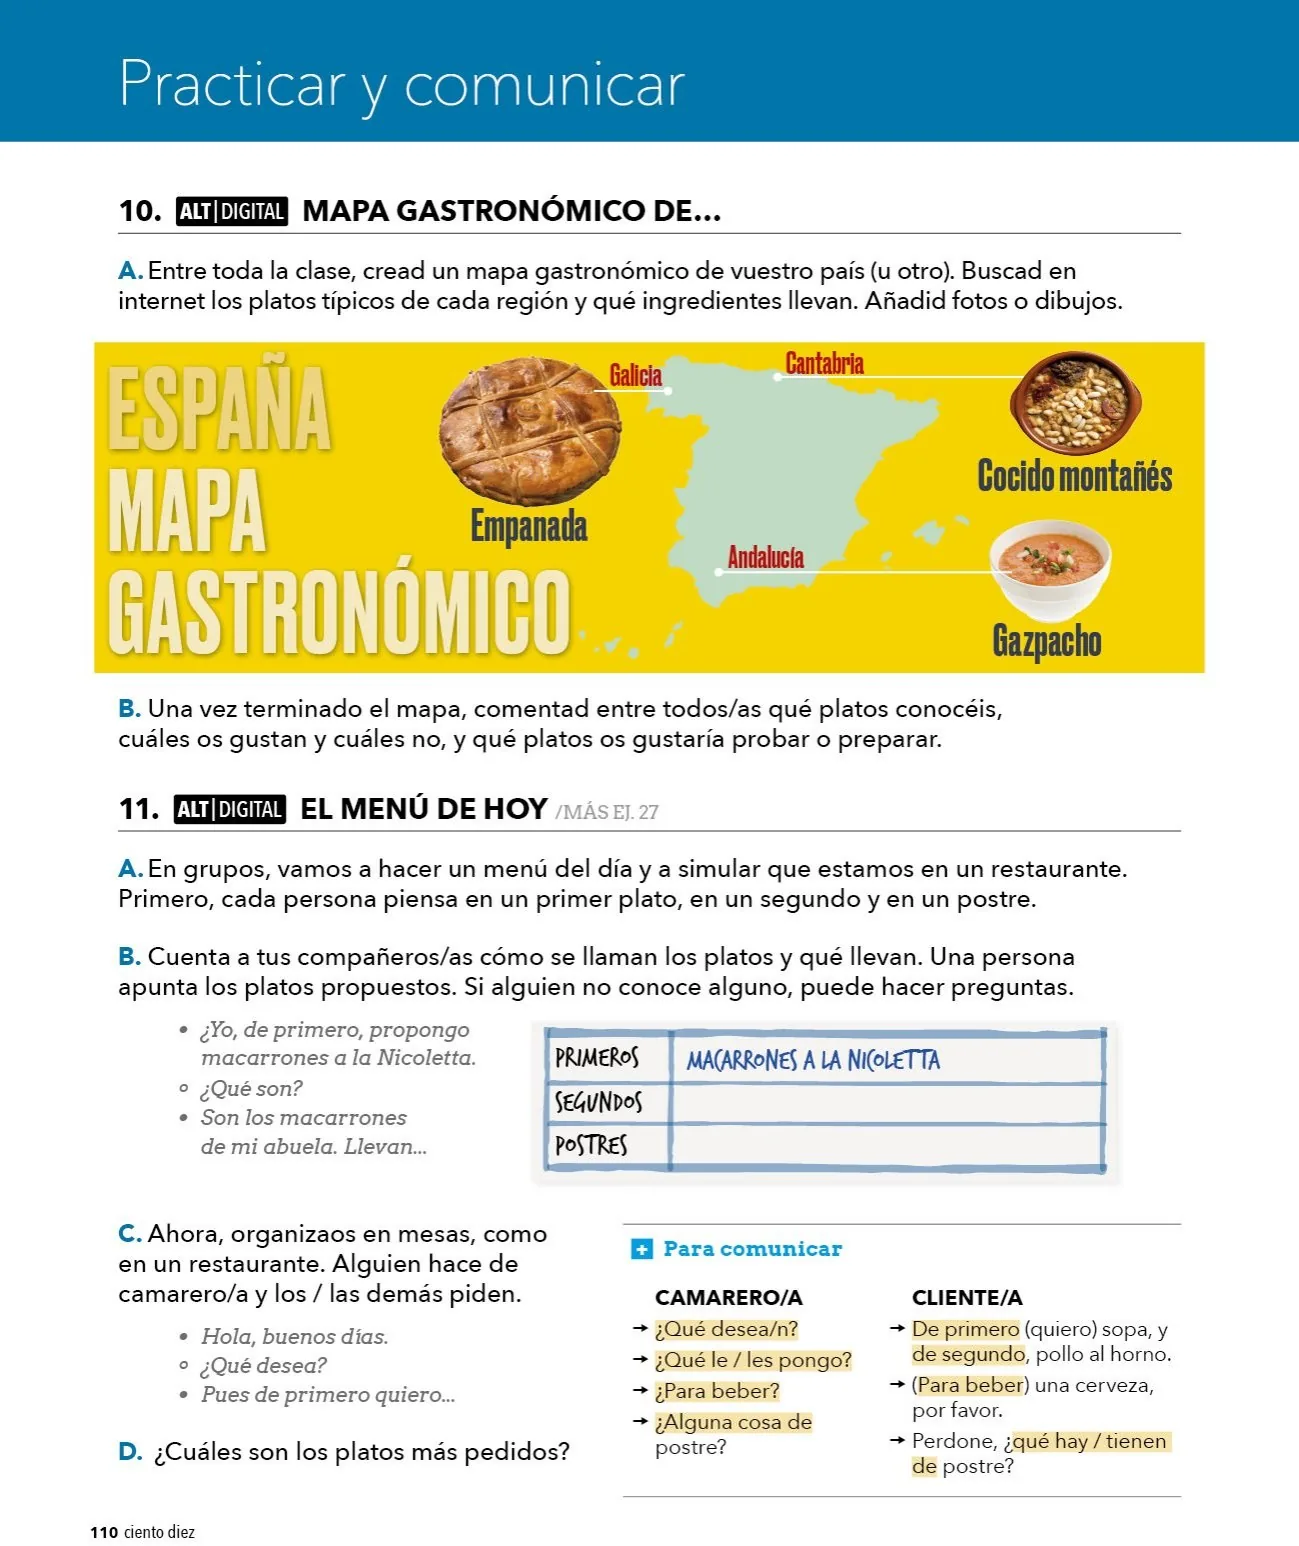 Practicar y comunicar
10. ALT|DIGITAL MAPA GASTRONÓMICO DE...
A. Entre toda la clase, cread un mapa gastronómico de vuestro país (u otro). Buscad en
internet los platos típicos de cada región y qué ingredientes llevan. Añadid fotos o dibujos.
ESPAÑA
MAPA
GASTRONÓMICO
Galicia
Empanada
Cantabria
Cocido montañés
Andalucía
Gazpacho
B. Una vez terminado el mapa, comentad entre todos/as qué platos conocéis,
cuáles os gustan y cuáles no, y qué platos os gustaría probar o preparar.
11. ALT|DIGITAL EL MENÚ DE HOY /MÁS EJ. 27
A. En grupos, vamos a hacer un menú del día y a simular que estamos en un restaurante.
Primero, cada persona piensa en un primer plato, en un segundo y en un postre.
B. Cuenta a tus compañeros/as cómo se llaman los platos y qué llevan. Una persona
apunta los platos propuestos. Si alguien no conoce alguno, puede hacer preguntas.
• ¿Yo, de primero, propongo
macarrones a la Nicoletta.
○ ¿Qué son?
• Son los macarrones
de mi abuela. Llevan...
PRIMEROS MACARRONES A LA NICOLETTA
SEGUNDOS
POSTRES
C. Ahora, organizaos en mesas, como
en un restaurante. Alguien hace de
camarero/a y los / las demás piden.
• Hola, buenos días.
○ ¿Qué desea?
• Pues de primero quiero...
D. ¿Cuáles son los platos más pedidos?
+ Para comunicar
CAMARERO/A
→ ¿Qué desea/n?
→ ¿Qué le / les pongo?
→ ¿Para beber?
→ ¿Alguna cosa de
postre?
CLIENTE/A
→ De primero (quiero) sopa, y
de segundo, pollo al horno.
→ (Para beber) una cerveza,
por favor.
→ Perdone, ¿qué hay / tienen
de postre?
110 ciento diez